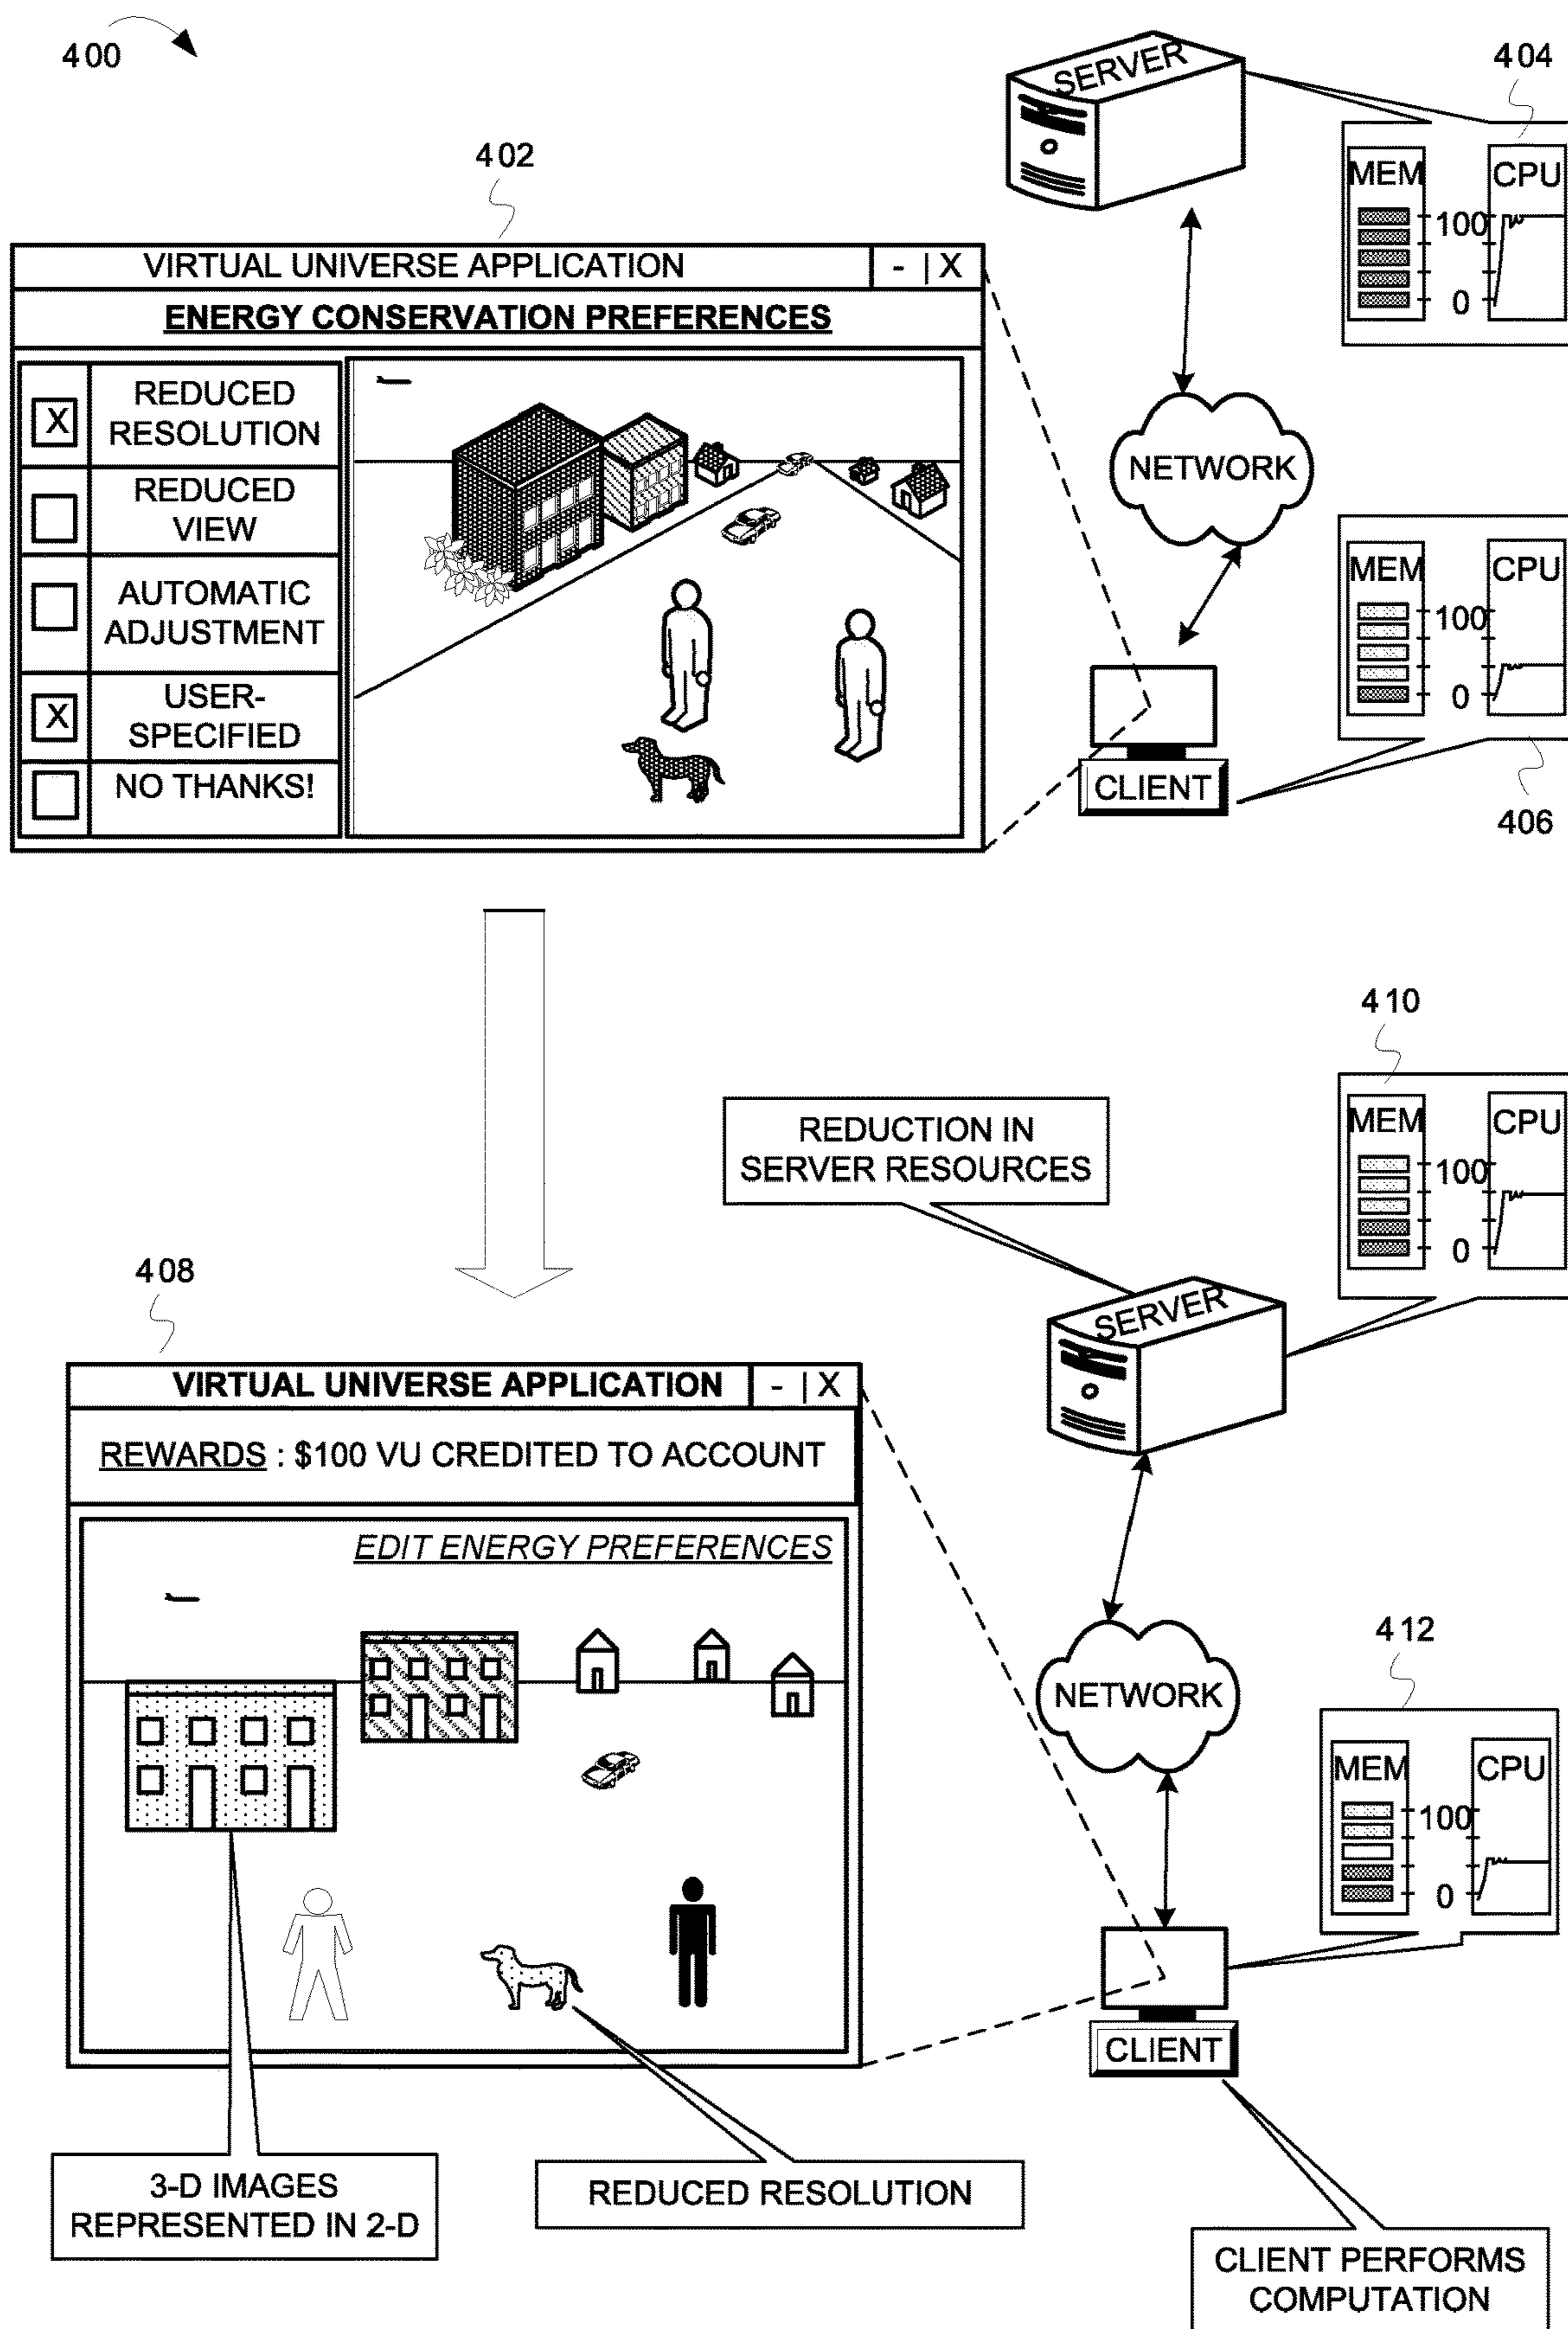 400
SERVER
404
MEM
CPU
100
0
402
VIRTUAL UNIVERSE APPLICATION
- | X
ENERGY CONSERVATION PREFERENCES
X
REDUCED
RESOLUTION
REDUCED
VIEW
AUTOMATIC
ADJUSTMENT
X
USER-
SPECIFIED
NO THANKS!
NETWORK
MEM
CPU
100
0
CLIENT
406
410
MEM
CPU
100
0
REDUCTION IN
SERVER RESOURCES
SERVER
408
VIRTUAL UNIVERSE APPLICATION
- | X
REWARDS : $100 VU CREDITED TO ACCOUNT
EDIT ENERGY PREFERENCES
NETWORK
412
MEM
CPU
100
0
CLIENT
3-D IMAGES
REPRESENTED IN 2-D
REDUCED RESOLUTION
CLIENT PERFORMS
COMPUTATION